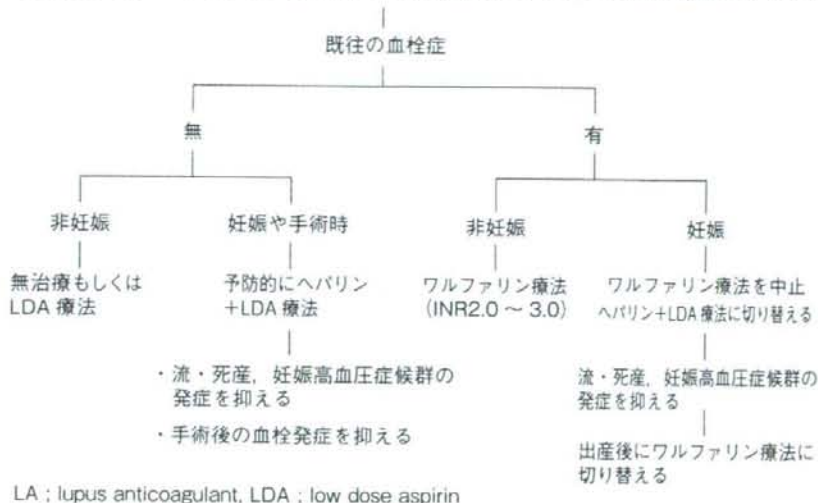 既往の血栓症
無
有
非妊娠
妊娠や手術時
非妊娠
妊娠
無治療もしくは
LDA 療法
予防的にヘパリン
+LDA 療法
ワルファリン療法
(INR2.0 ~ 3.0)
ワルファリン療法を中止
ヘパリン+LDA 療法に切り替える
・流・死産,妊娠高血圧症候群の
発症を抑える
・手術後の血栓発症を抑える
流・死産,妊娠高血圧症候群の
発症を抑える
出産後にワルファリン療法に
切り替える
LA ; lupus anticoagulant, LDA ; low dose aspirin